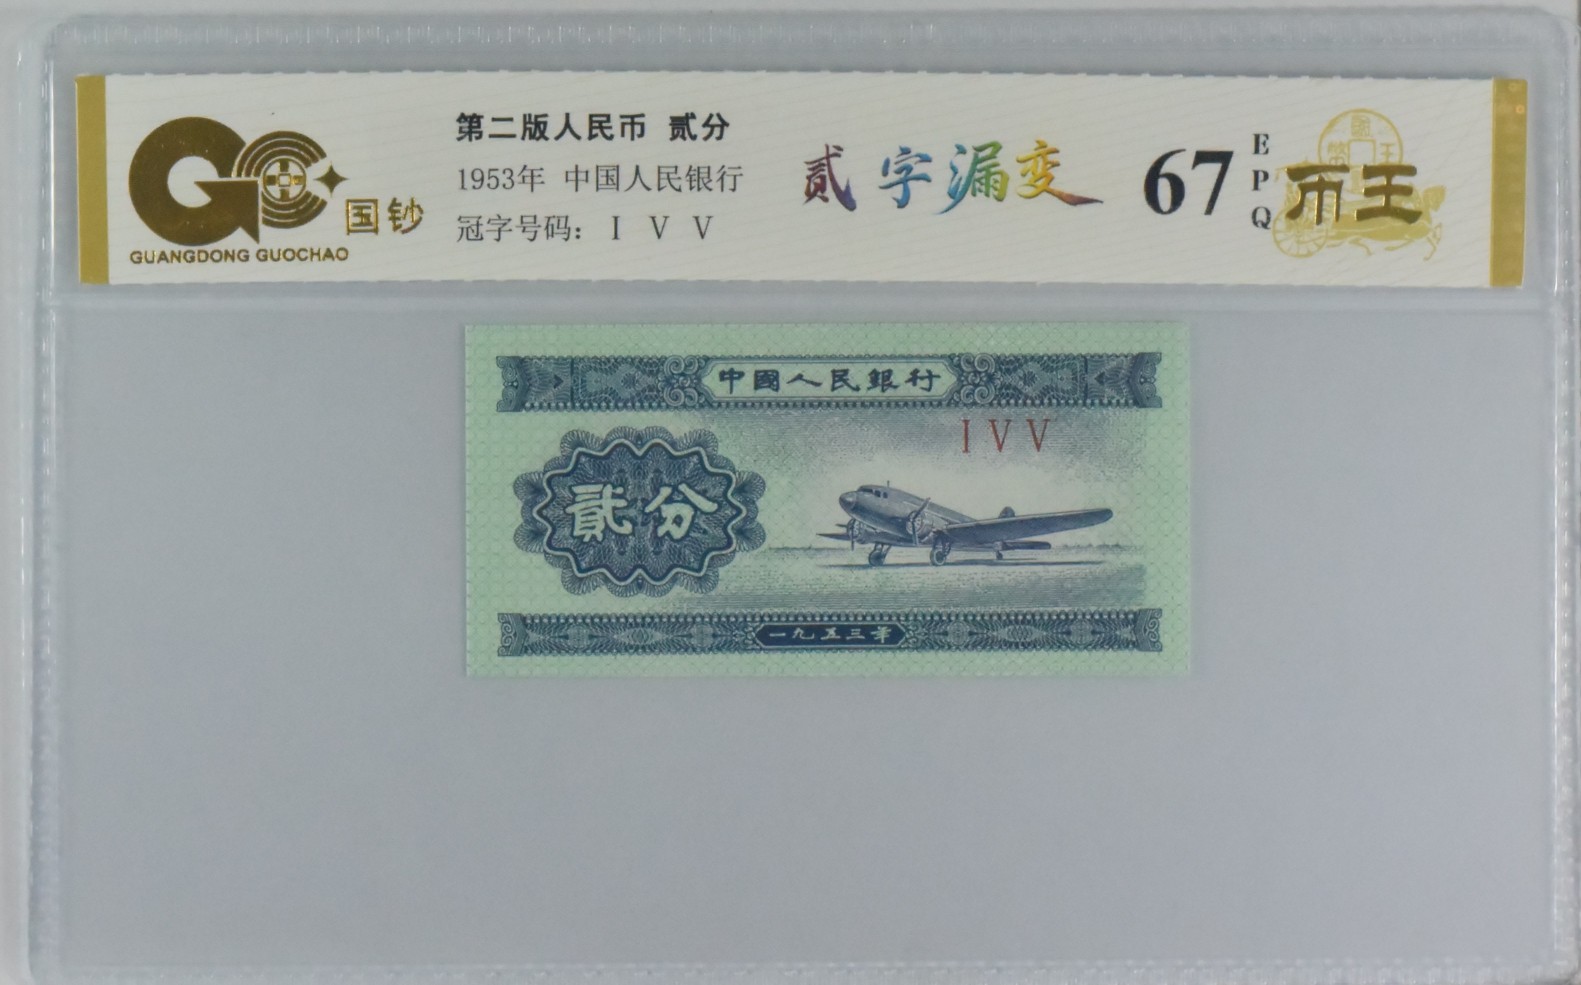 第二版人民币 贰分
1953年 中国人民银行
冠字号码: I V V
国钞
GUANGDONG GUOCHAO
贰字漏变
67
EPQ
币王
中國人民銀行
I V V
貳分
一九五三年